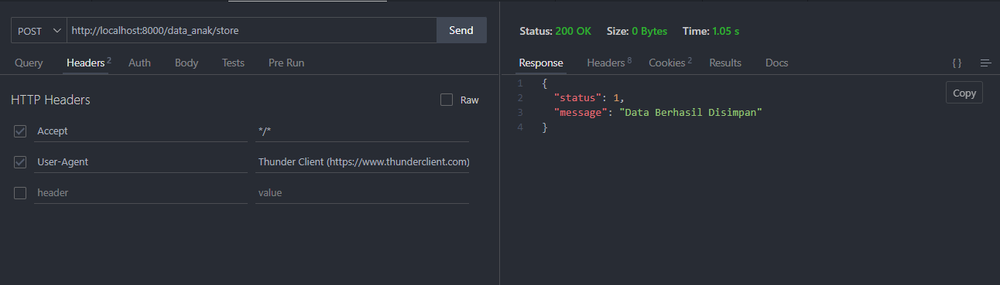 POST http://localhost:8000/data_anak/store Send
Query Headers 2 Auth Body Tests Pre Run
HTTP Headers Raw
Accept */*
User-Agent Thunder Client (https://www.thunderclient.com)
header value
Status: 200 OK Size: 0 Bytes Time: 1.05 s
Response Headers 8 Cookies 2 Results Docs { }
Copy
1 {
2 "status": 1,
3 "message": "Data Berhasil Disimpan"
4 }